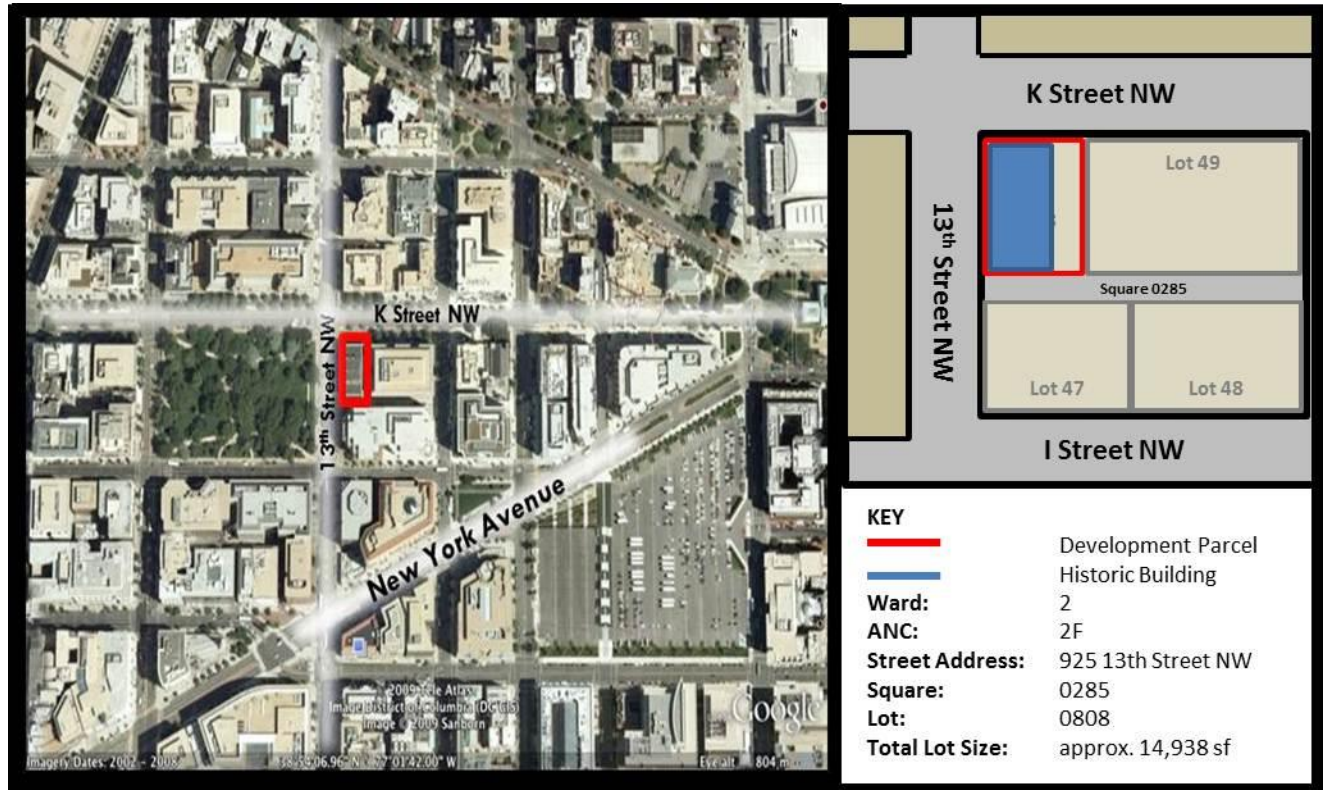 N
K Street NW
13th Street NW
New York Avenue
© 2009 Tele Atlas
Image District of Columbia (DC GIS)
Image © 2009 Sanborn
Google
Imagery Dates: 2002 - 2008
38°54'06.96" N 77°01'42.00" W
Eye alt 804 m
K Street NW
13th Street NW
Lot 49
Square 0285
Lot 47
Lot 48
I Street NW
KEY
Development Parcel
Historic Building
Ward: 2
ANC: 2F
Street Address: 925 13th Street NW
Square: 0285
Lot: 0808
Total Lot Size: approx. 14,938 sf